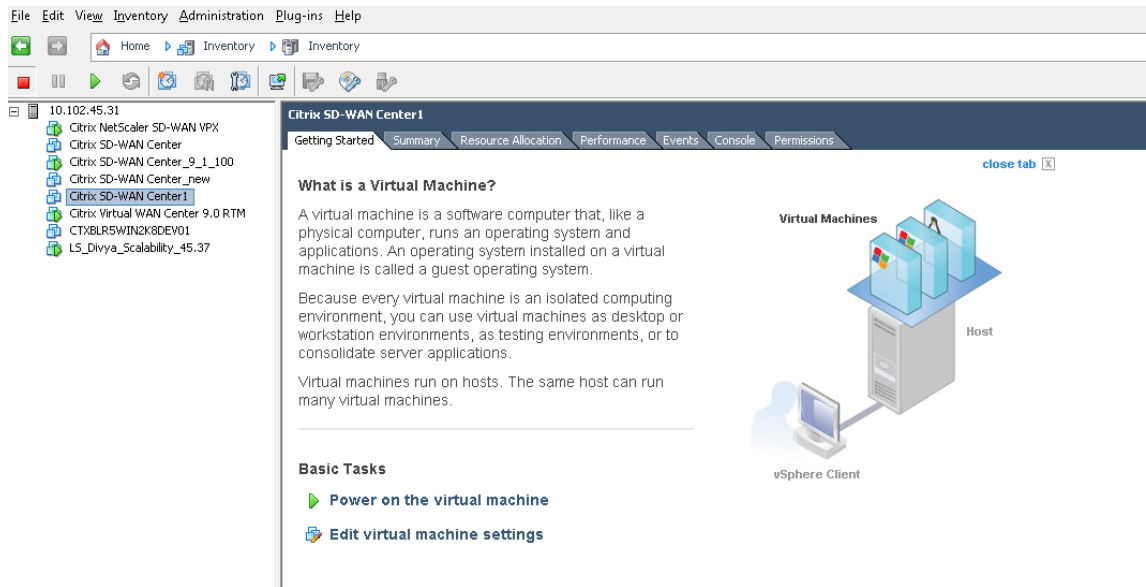 File Edit View Inventory Administration Plug-ins Help
Home Inventory Inventory
10.102.45.31
Citrix NetScaler SD-WAN VPX
Citrix SD-WAN Center
Citrix SD-WAN Center_9_1_100
Citrix SD-WAN Center_new
Citrix SD-WAN Center1
Citrix Virtual WAN Center 9.0 RTM
CTXBLR5WIN2K8DEV01
LS_Divya_Scalability_45.37
Citrix SD-WAN Center1
Getting Started Summary Resource Allocation Performance Events Console Permissions
close tab X
What is a Virtual Machine?
A virtual machine is a software computer that, like a
physical computer, runs an operating system and
applications. An operating system installed on a virtual
machine is called a guest operating system.
Because every virtual machine is an isolated computing
environment, you can use virtual machines as desktop or
workstation environments, as testing environments, or to
consolidate server applications.
Virtual machines run on hosts. The same host can run
many virtual machines.
Basic Tasks
Power on the virtual machine
Edit virtual machine settings
Virtual Machines
Host
vSphere Client